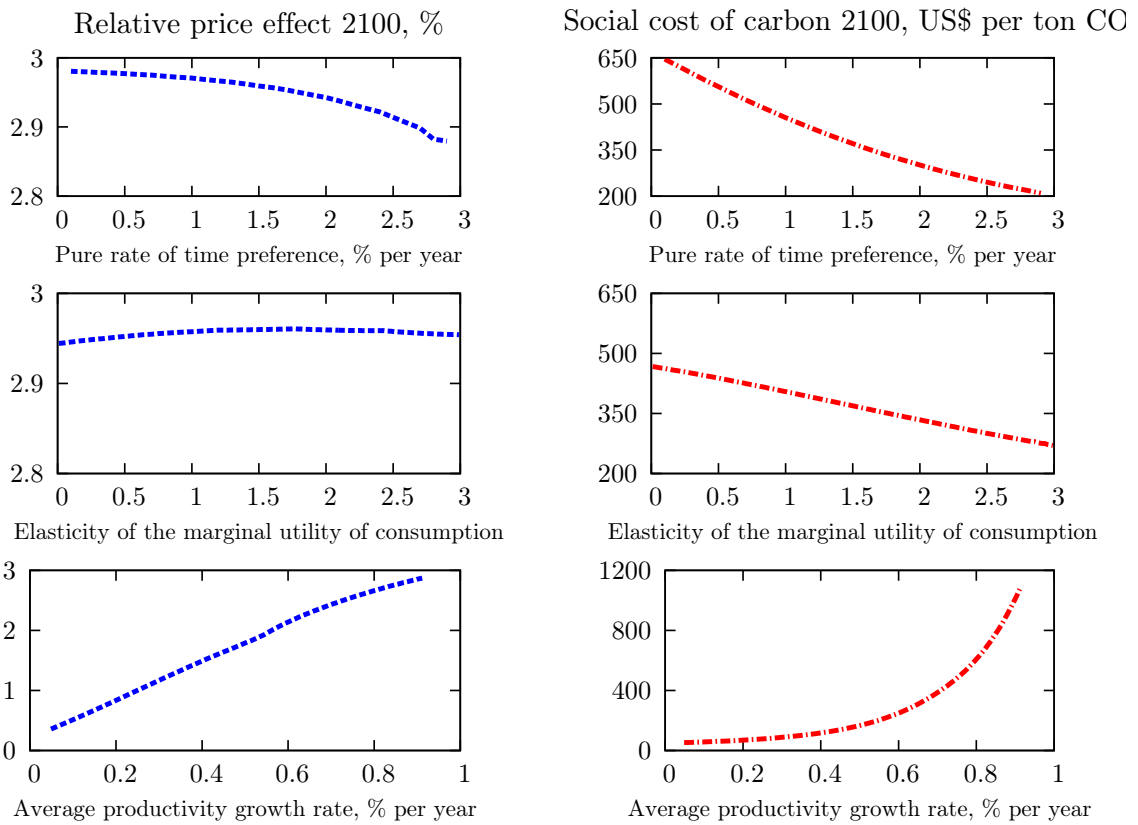 Relative price effect 2100, %
Social cost of carbon 2100, US$ per ton CO
3
2.9
2.8
0 0.5 1 1.5 2 2.5 3
Pure rate of time preference, % per year
650
500
350
200
0 0.5 1 1.5 2 2.5 3
Pure rate of time preference, % per year
3
2.9
2.8
0 0.5 1 1.5 2 2.5 3
Elasticity of the marginal utility of consumption
650
500
350
200
0 0.5 1 1.5 2 2.5 3
Elasticity of the marginal utility of consumption
3
2
1
0
0 0.2 0.4 0.6 0.8 1
Average productivity growth rate, % per year
1200
800
400
0
0 0.2 0.4 0.6 0.8 1
Average productivity growth rate, % per year